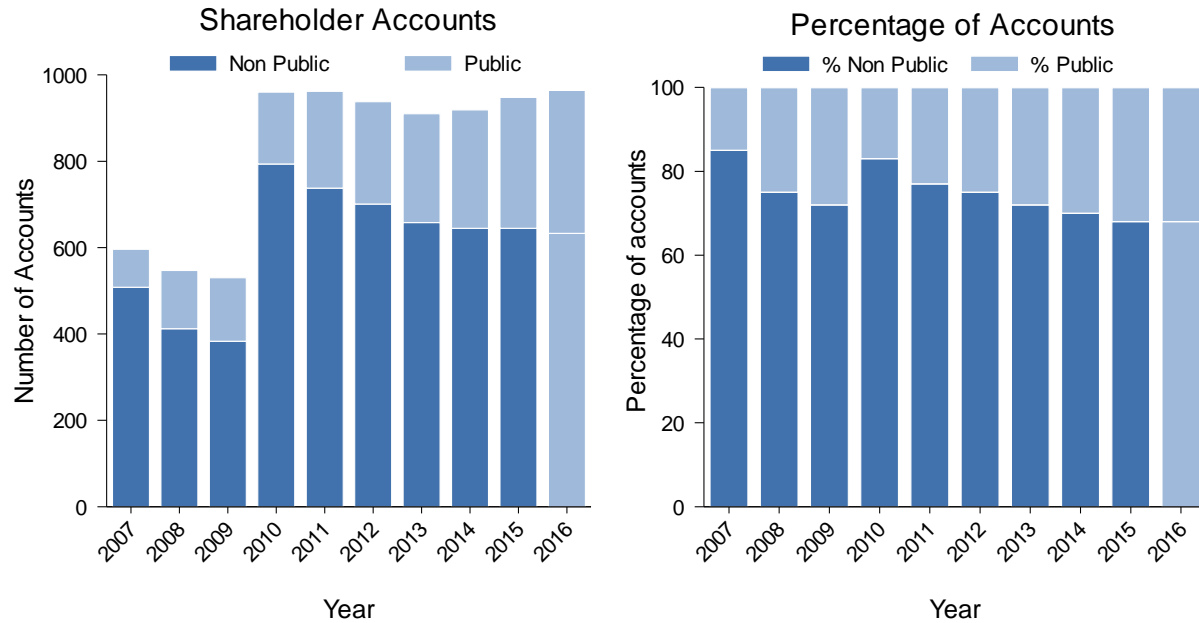 Shareholder Accounts
Non Public Public
1000
800
600
400
200
0
Number of Accounts
2007 2008 2009 2010 2011 2012 2013 2014 2015 2016
Year
Percentage of Accounts
% Non Public % Public
100
80
60
40
20
0
Percentage of accounts
2007 2008 2009 2010 2011 2012 2013 2014 2015 2016
Year